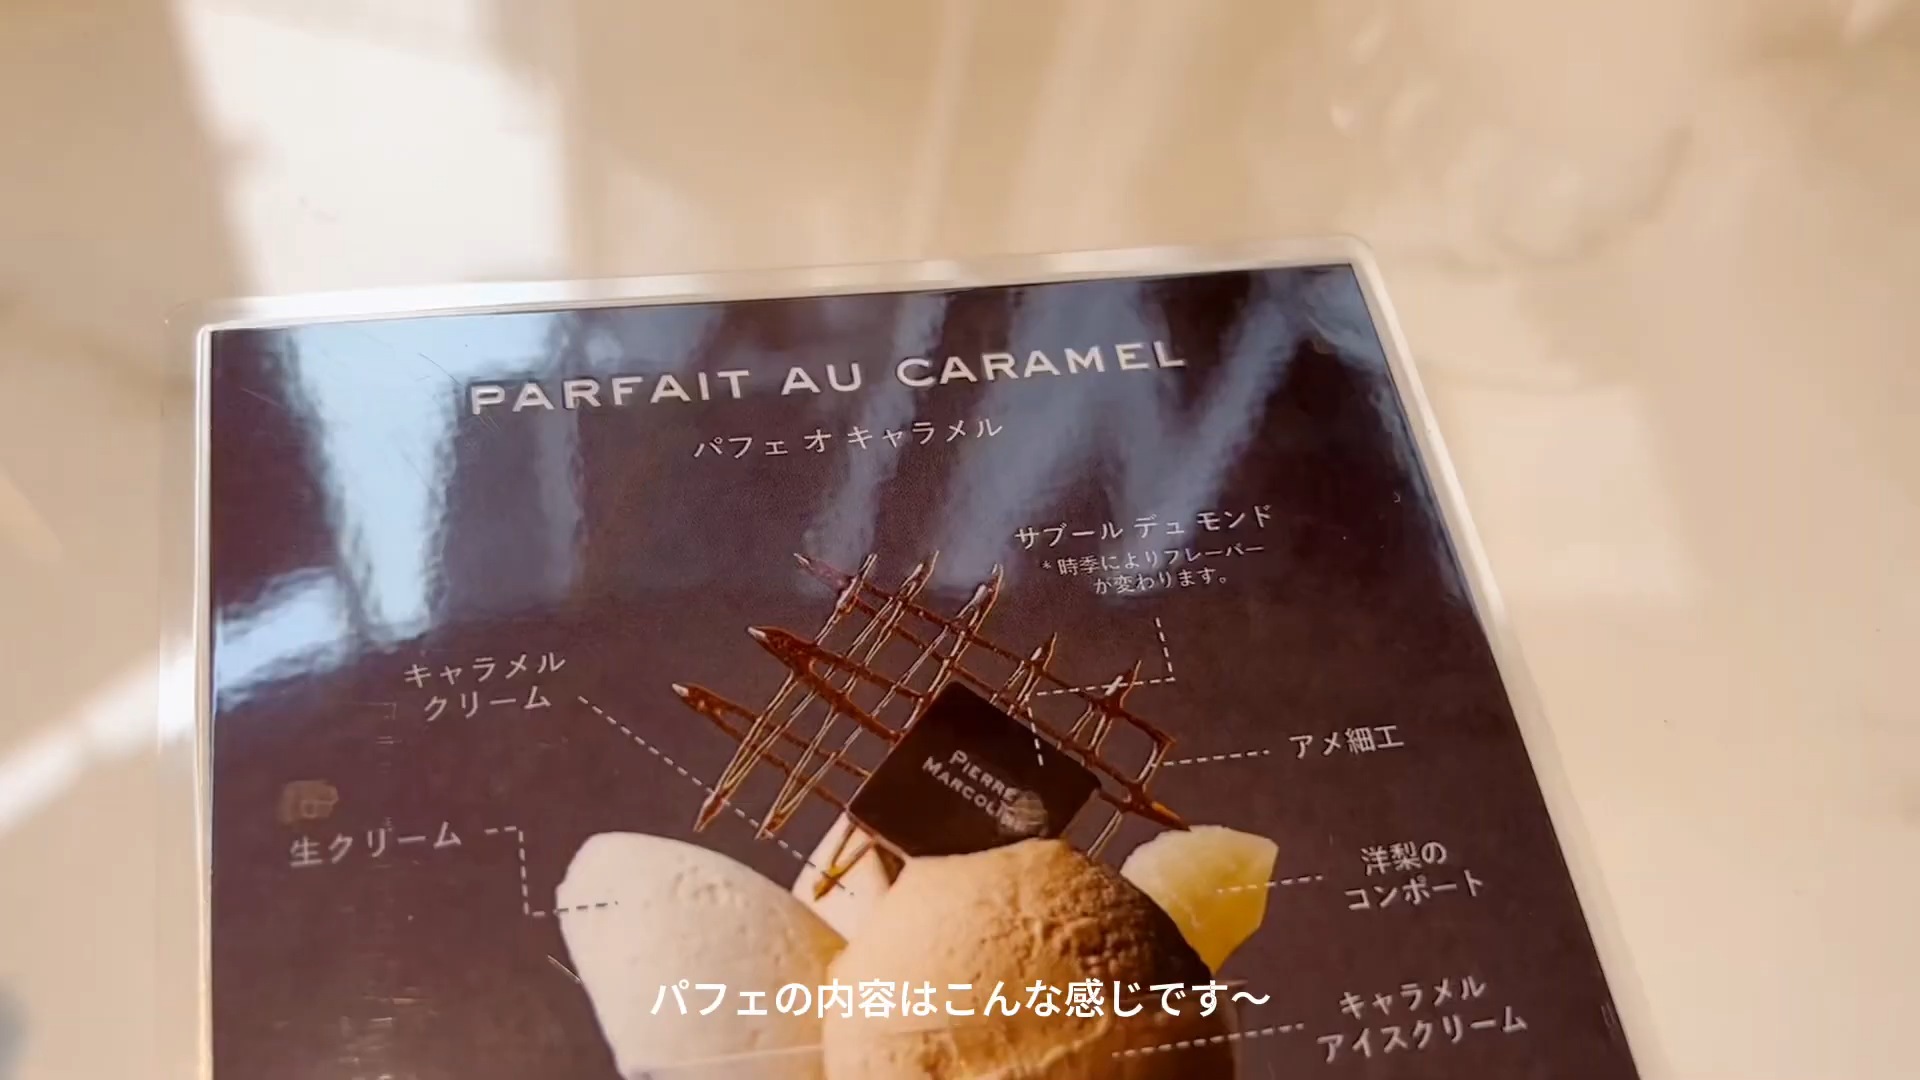 PARFAIT AU CARAMEL
パフェ オ キャラメル
サブール デュ モンド
*時季によりフレーバー
が変わります。
キャラメル
クリーム
アメ細工
PIERRE
MARCOLINI
生クリーム
洋梨の
コンポート
キャラメル
アイスクリーム
パフェの内容はこんな感じです〜